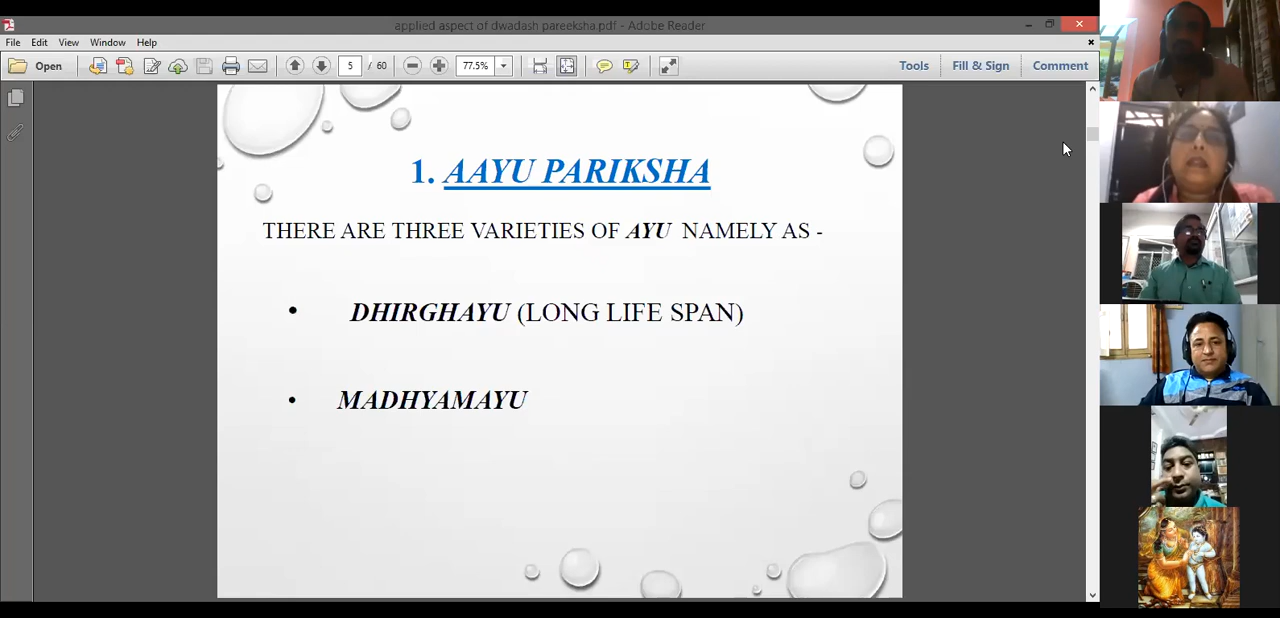 applied aspect of dwadash pareeksha.pdf - Adobe Reader
File Edit View Window Help
Open 5 / 60 77.5% Tools Fill & Sign Comment
1. AAYU PARIKSHA
THERE ARE THREE VARIETIES OF AYU NAMELY AS -
• DHIRGHAYU (LONG LIFE SPAN)
• MADHYAMAYU